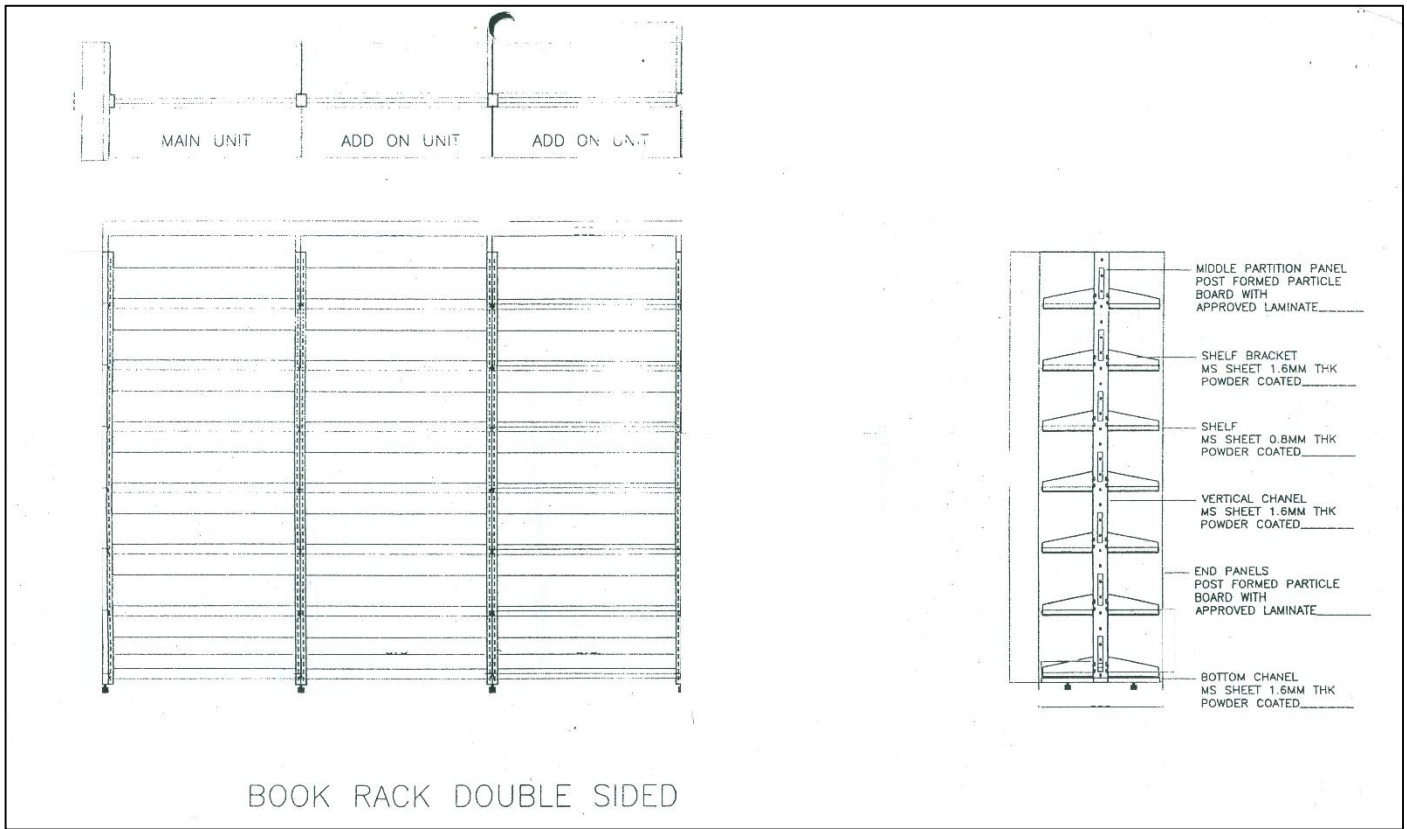 MAIN UNIT
ADD ON UNIT
ADD ON UNIT
MIDDLE PARTITION PANEL
POST FORMED PARTICLE
BOARD WITH
APPROVED LAMINATE
SHELF BRACKET
MS SHEET 1.6MM THK
POWDER COATED
SHELF
MS SHEET 0.8MM THK
POWDER COATED
VERTICAL CHANEL
MS SHEET 1.6MM THK
POWDER COATED
END PANELS
POST FORMED PARTICLE
BOARD WITH
APPROVED LAMINATE
BOTTOM CHANEL
MS SHEET 1.6MM THK
POWDER COATED
BOOK RACK DOUBLE SIDED